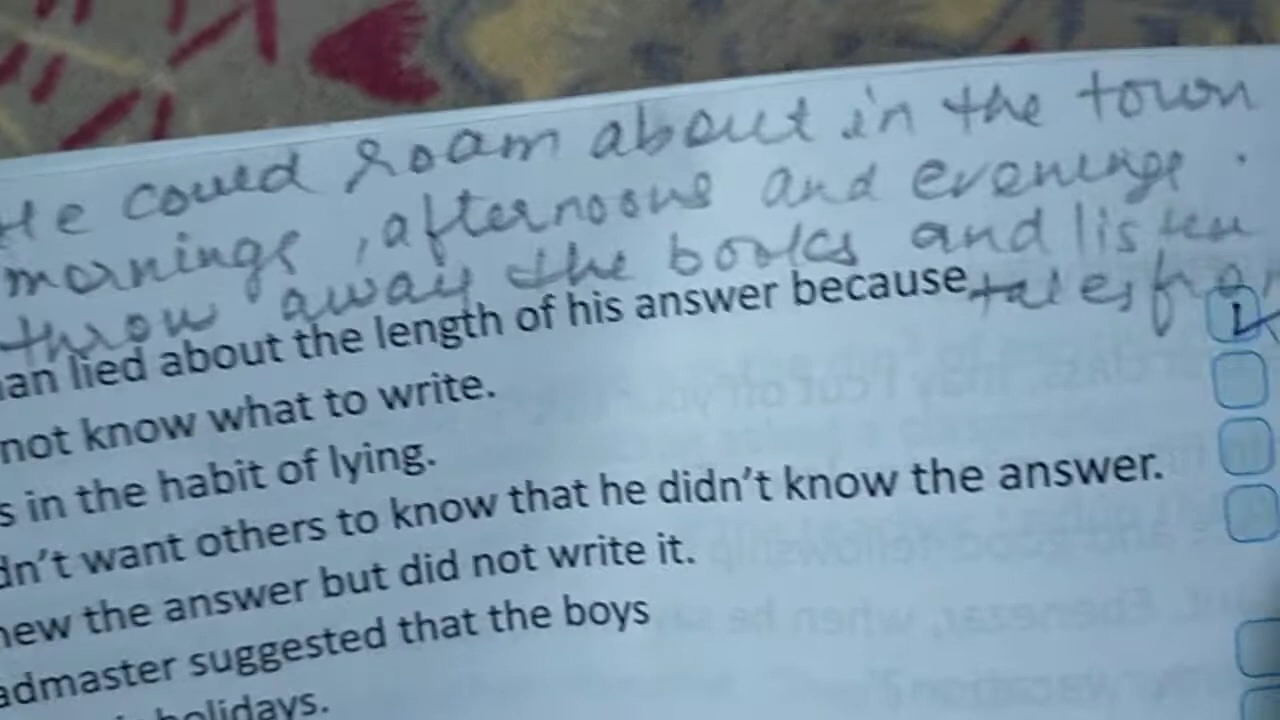 He could roam about in the town
mornings, afternoons and evenings.
throw away the books and listen
tales from
an lied about the length of his answer because
not know what to write.
s in the habit of lying.
dn't want others to know that he didn't know the answer.
new the answer but did not write it.
admaster suggested that the boys
holidays.